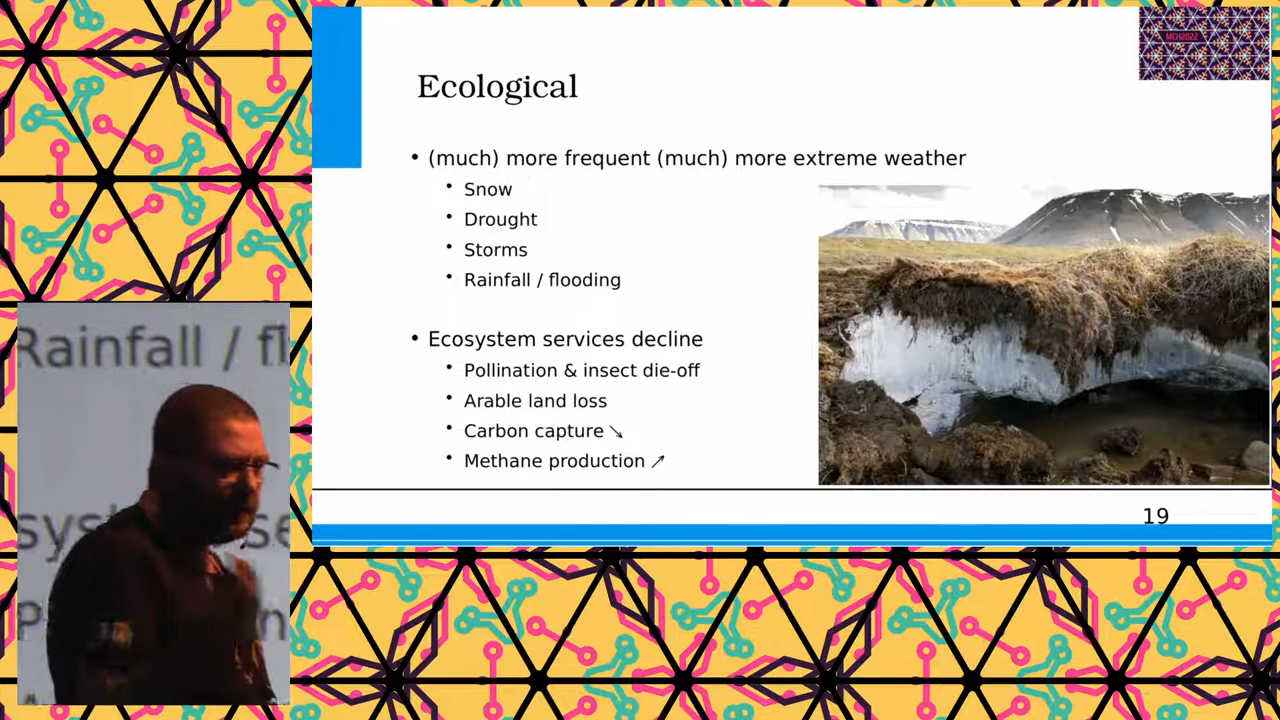 MCH2022
Ecological
• (much) more frequent (much) more extreme weather
• Snow
• Drought
• Storms
• Rainfall / flooding
• Ecosystem services decline
• Pollination & insect die-off
• Arable land loss
• Carbon capture ↘
• Methane production ↗
19
Rainfall / fl